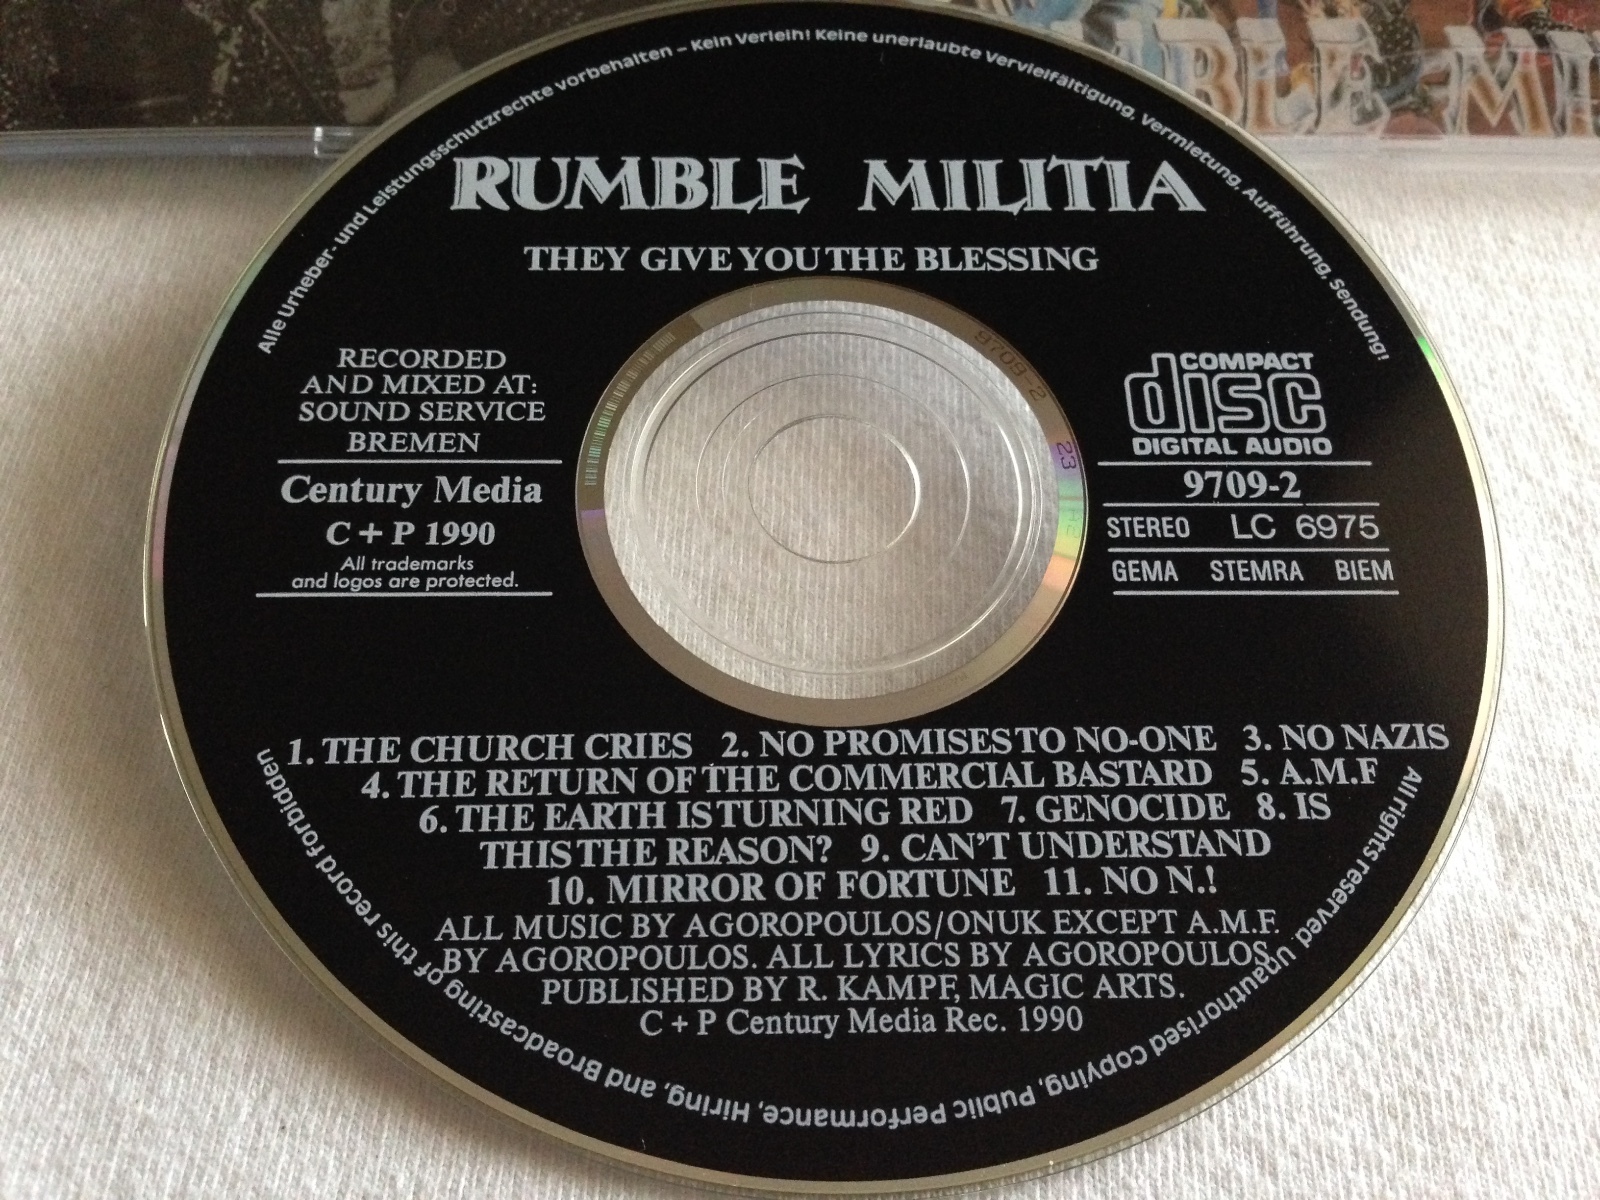 BLE MI
Alle Urheber- und Leistungsschutzrechte vorbehalten – Kein Verleih! Keine unerlaubte Vervielfältigung, Vermietung, Aufführung, Sendung!
RUMBLE MILITIA
THEY GIVE YOU THE BLESSING
RECORDED
AND MIXED AT:
SOUND SERVICE
BREMEN
Century Media
C + P 1990
All trademarks
and logos are protected.
9709-2
23
COMPACT
disc
DIGITAL AUDIO
9709-2
STEREO LC 6975
GEMA STEMRA BIEM
1. THE CHURCH CRIES 2. NO PROMISES TO NO-ONE 3. NO NAZIS
4. THE RETURN OF THE COMMERCIAL BASTARD 5. A.M.F
6. THE EARTH IS TURNING RED 7. GENOCIDE 8. IS
THIS THE REASON? 9. CAN'T UNDERSTAND
10. MIRROR OF FORTUNE 11. NO N.!
ALL MUSIC BY AGOROPOULOS/ONUK EXCEPT A.M.F.
BY AGOROPOULOS. ALL LYRICS BY AGOROPOULOS.
PUBLISHED BY R. KAMPF, MAGIC ARTS.
C + P Century Media Rec. 1990
All rights reserved. Unauthorised Copying, Public Performance, Hiring, and Broadcasting of this record forbidden